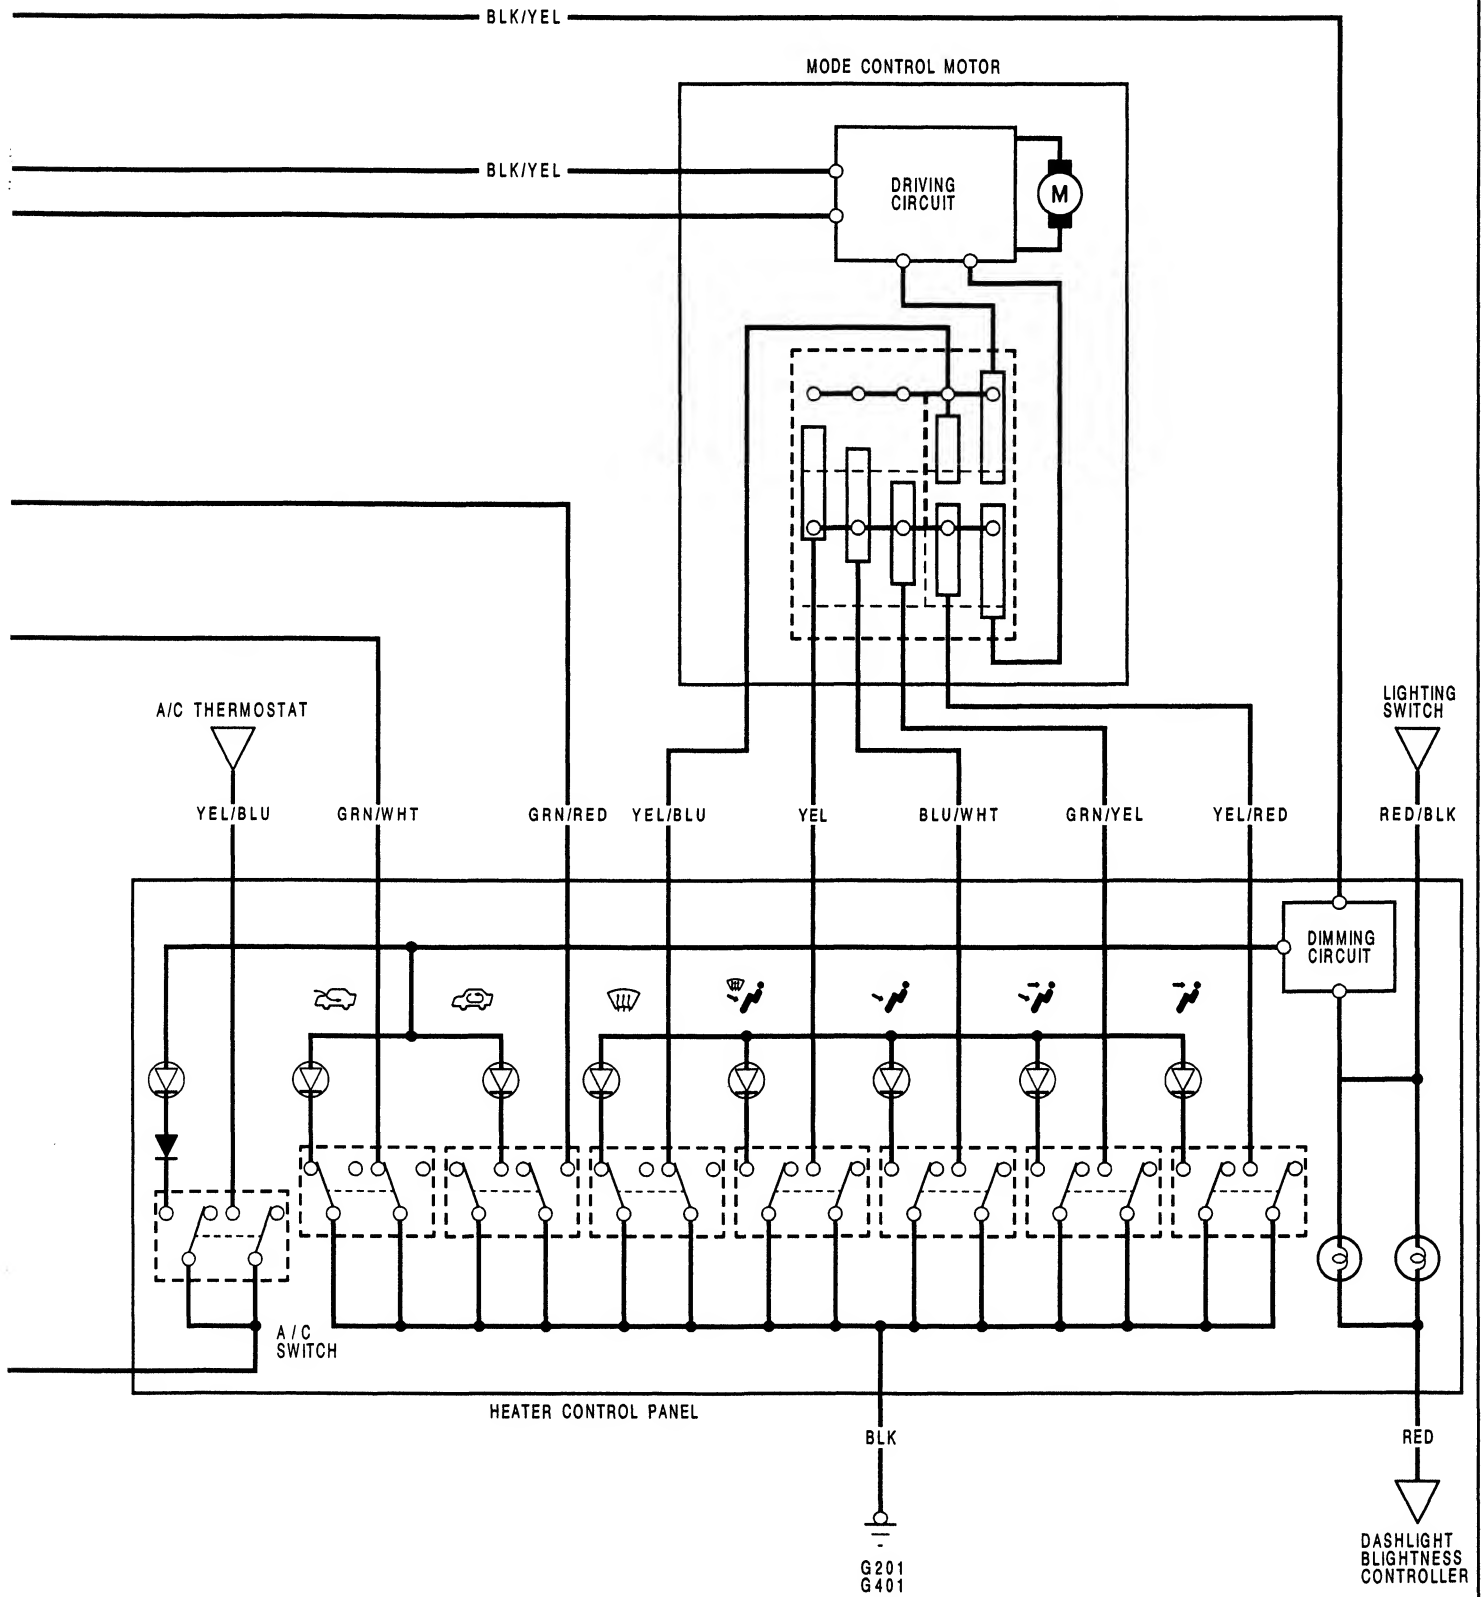 BLK/YEL
MODE CONTROL MOTOR
BLK/YEL
DRIVING
CIRCUIT
M
A/C THERMOSTAT
LIGHTING
SWITCH
YEL/BLU
GRN/WHT
GRN/RED
YEL/BLU
YEL
BLU/WHT
GRN/YEL
YEL/RED
RED/BLK
DIMMING
CIRCUIT
A/C
SWITCH
HEATER CONTROL PANEL
BLK
RED
G201
G401
DASHLIGHT
BLIGHTNESS
CONTROLLER